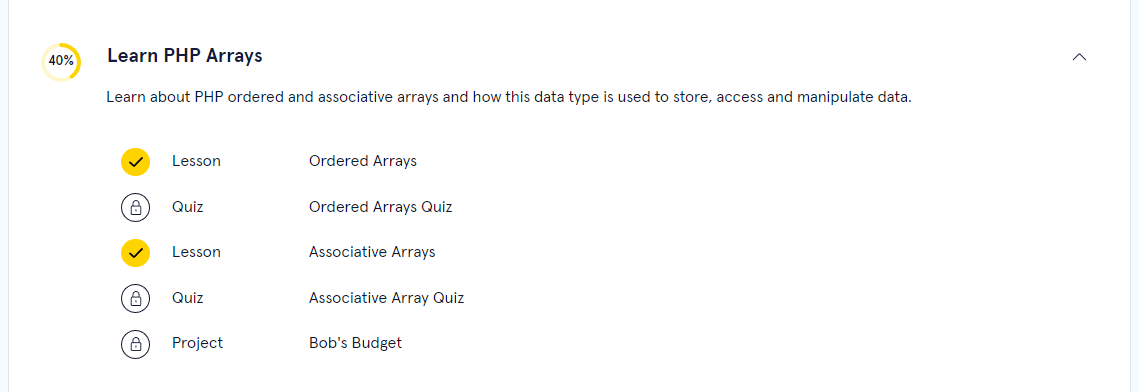 40% Learn PHP Arrays
Learn about PHP ordered and associative arrays and how this data type is used to store, access and manipulate data.
Lesson Ordered Arrays
Quiz Ordered Arrays Quiz
Lesson Associative Arrays
Quiz Associative Array Quiz
Project Bob's Budget